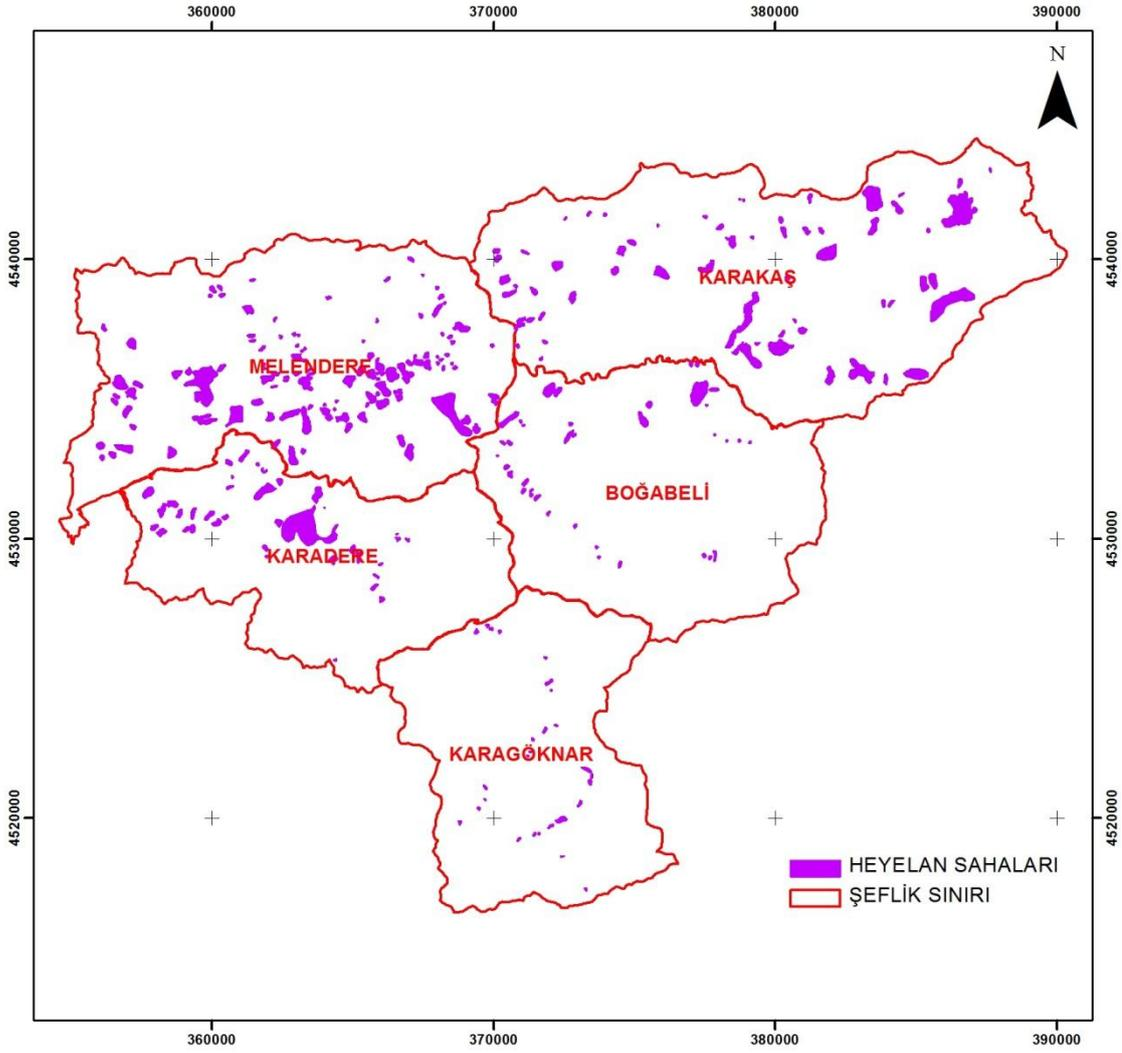 360000 370000 380000 390000
N
4540000 4540000
KARAKAŞ
MELENDERE
BOĞABELİ
4530000 4530000
KARADERE
KARAGÖKNAR
4520000 4520000
HEYELAN SAHALARI
ŞEFLİK SINIRI
360000 370000 380000 390000